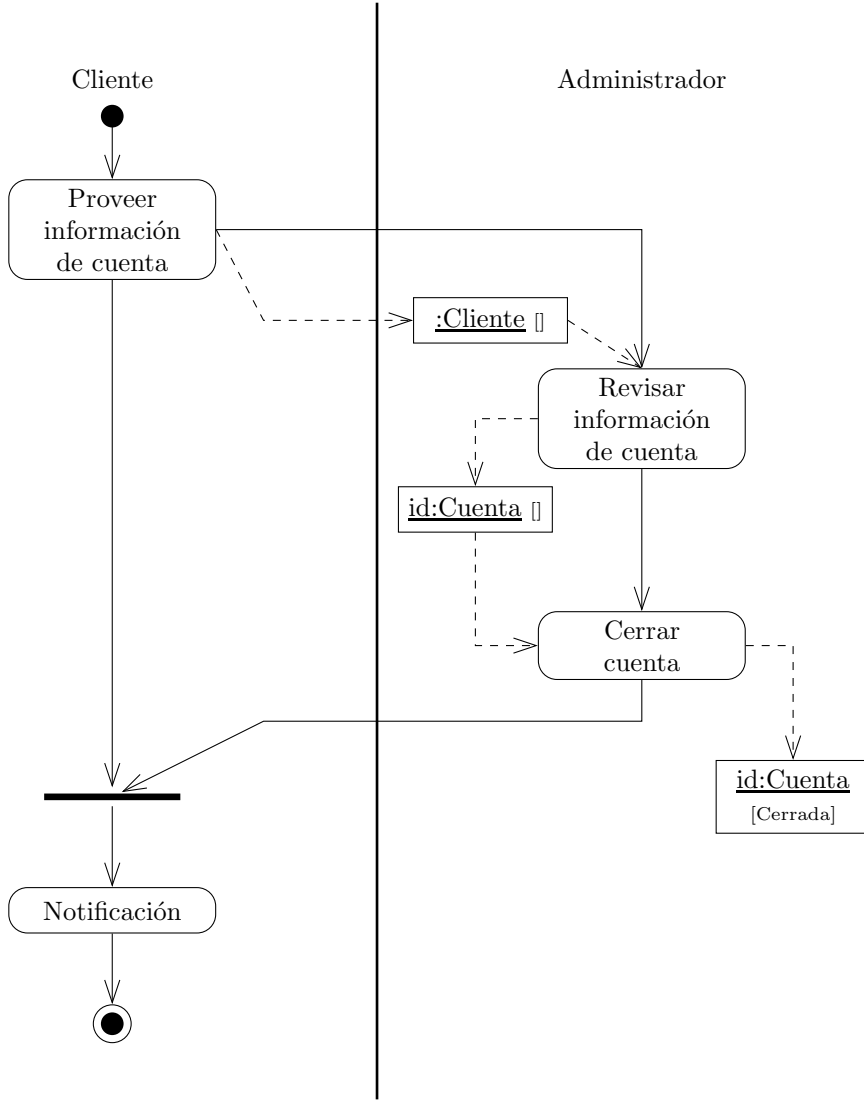 Cliente
Administrador
Proveer
información
de cuenta
:Cliente []
Revisar
información
de cuenta
id:Cuenta []
Cerrar
cuenta
id:Cuenta
[Cerrada]
Notificación